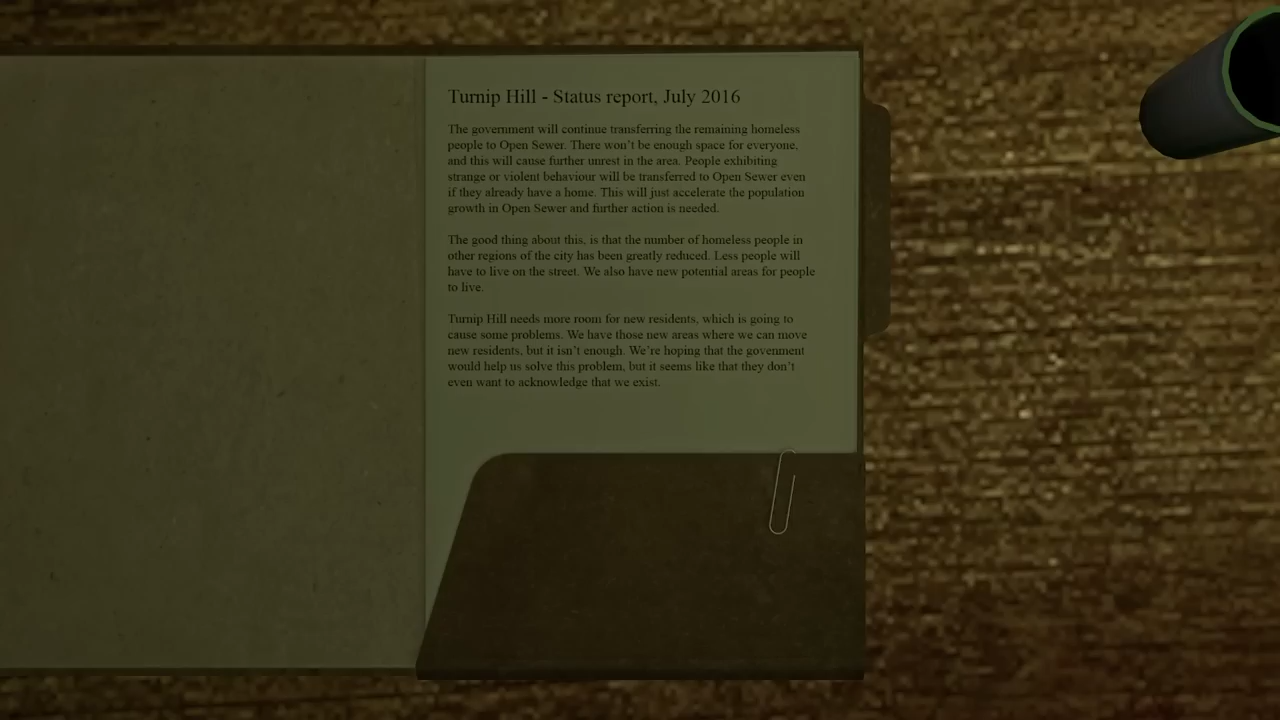 Turnip Hill - Status report, July 2016
The government will continue transferring the remaining homeless
people to Open Sewer. There won't be enough space for everyone,
and this will cause further unrest in the area. People exhibiting
strange or violent behaviour will be transferred to Open Sewer even
if they already have a home. This will just accelerate the population
growth in Open Sewer and further action is needed.
The good thing about this, is that the number of homeless people in
other regions of the city has been greatly reduced. Less people will
have to live on the street. We also have new potential areas for people
to live.
Turnip Hill needs more room for new residents, which is going to
cause some problems. We have those new areas where we can move
new residents, but it isn't enough. We're hoping that the govenment
would help us solve this problem, but it seems like that they don't
even want to acknowledge that we exist.